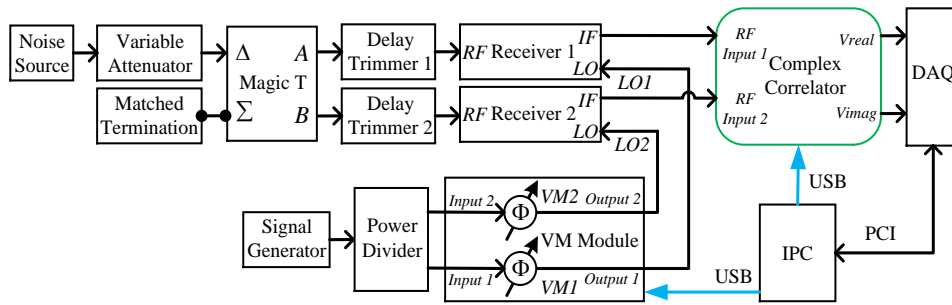 Noise
Source
Variable
Attenuator
Matched
Termination
Δ
Σ
Magic T
A
B
Delay
Trimmer 1
Delay
Trimmer 2
RF Receiver 1
IF
LO
RF Receiver 2
IF
LO
LO1
LO2
RF
Input 1
RF
Input 2
Complex
Correlator
Vreal
Vimag
DAQ
Signal
Generator
Power
Divider
Input 2
Φ
VM2
Output 2
VM Module
Input 1
Φ
VM1
Output 1
USB
USB
IPC
PCI